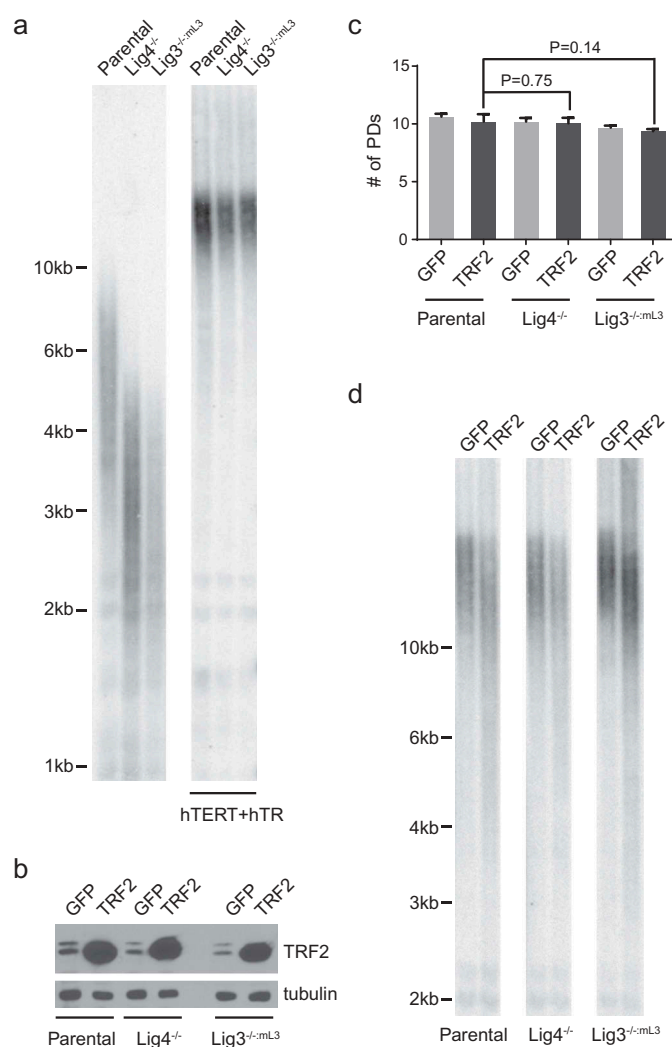 a
Parental Lig4-/- Lig3-/-:mL3 Parental Lig4-/- Lig3-/-:mL3
10kb
6kb
4kb
3kb
2kb
1kb
hTERT+hTR
b
GFP TRF2 GFP TRF2 GFP TRF2
TRF2
tubulin
Parental Lig4-/- Lig3-/-:mL3
c
P=0.14
P=0.75
# of PDs
15
10
5
0
GFP TRF2 GFP TRF2 GFP TRF2
Parental Lig4-/- Lig3-/-:mL3
d
GFP TRF2 GFP TRF2 GFP TRF2
10kb
6kb
4kb
3kb
2kb
Parental Lig4-/- Lig3-/-:mL3